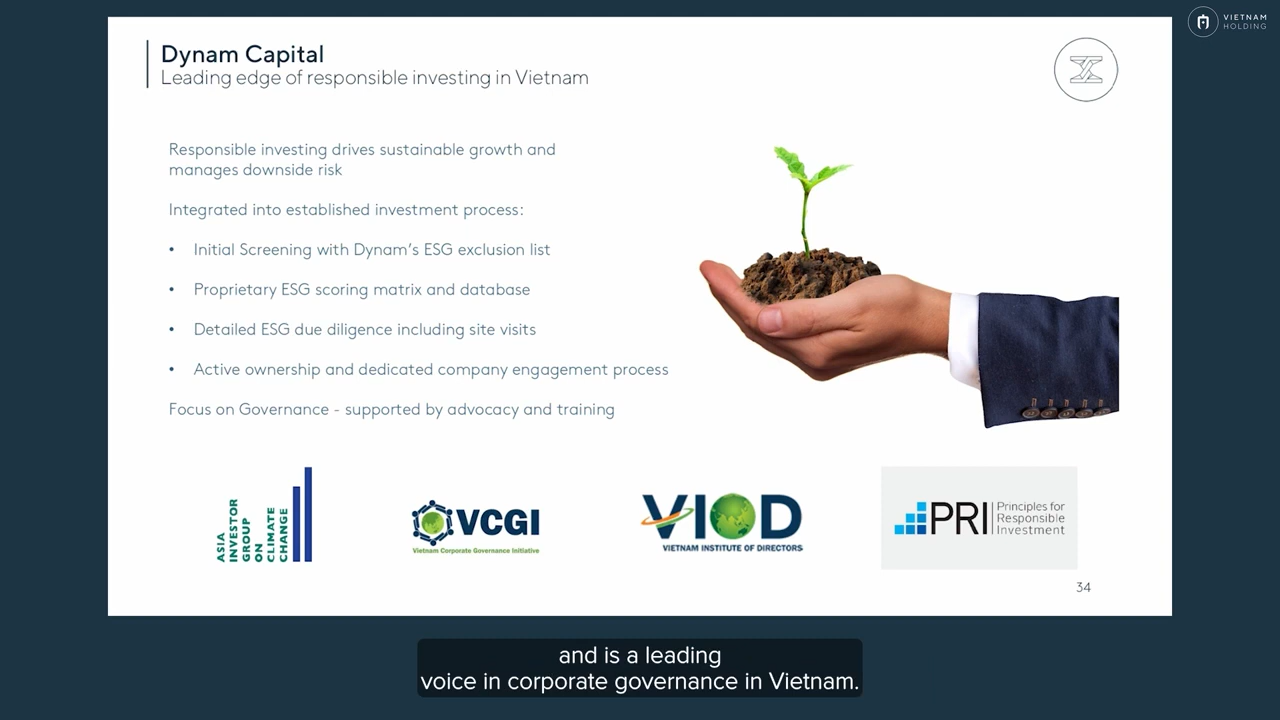 VIETNAM
HOLDING
Dynam Capital
Leading edge of responsible investing in Vietnam
Responsible investing drives sustainable growth and
manages downside risk
Integrated into established investment process:
• Initial Screening with Dynam’s ESG exclusion list
• Proprietary ESG scoring matrix and database
• Detailed ESG due diligence including site visits
• Active ownership and dedicated company engagement process
Focus on Governance - supported by advocacy and training
ASIA
INVESTOR
GROUP
ON
CLIMATE
CHANGE
VCGI
Vietnam Corporate Governance Initiative
VIOD
VIETNAM INSTITUTE OF DIRECTORS
PRI
Principles for
Responsible
Investment
34
and is a leading
voice in corporate governance in Vietnam.